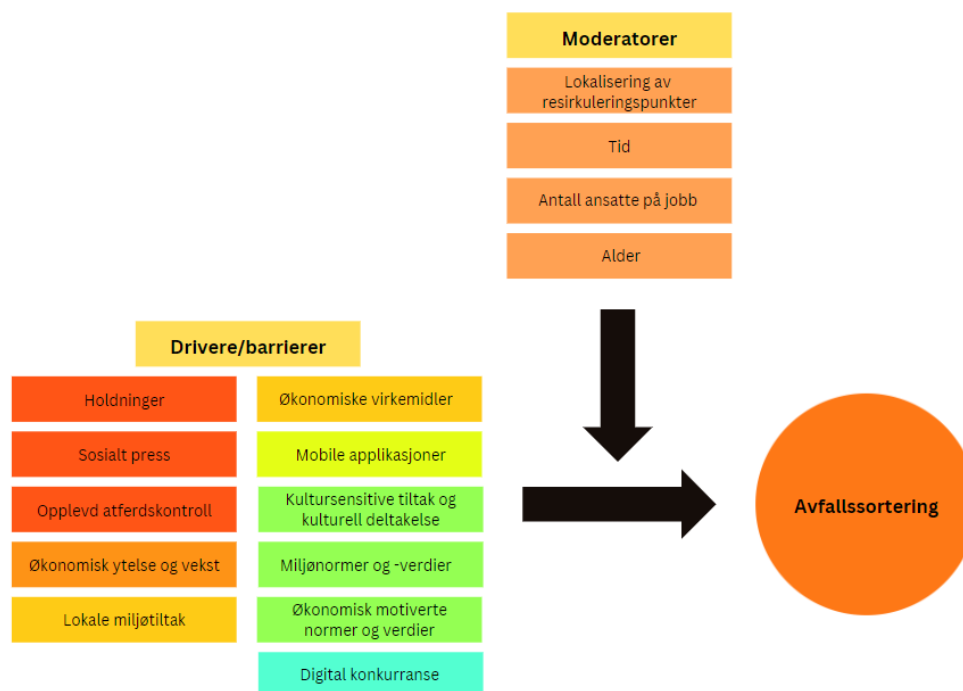 Moderatorer
Lokalisering av
resirkuleringspunkter
Tid
Antall ansatte på jobb
Alder
Drivere/barrierer
Holdninger
Sosialt press
Opplevd atferdskontroll
Økonomisk ytelse og vekst
Lokale miljøtiltak
Økonomiske virkemidler
Mobile applikasjoner
Kultursensitive tiltak og
kulturell deltakelse
Miljønormer og -verdier
Økonomisk motiverte
normer og verdier
Digital konkurranse
Avfallssortering